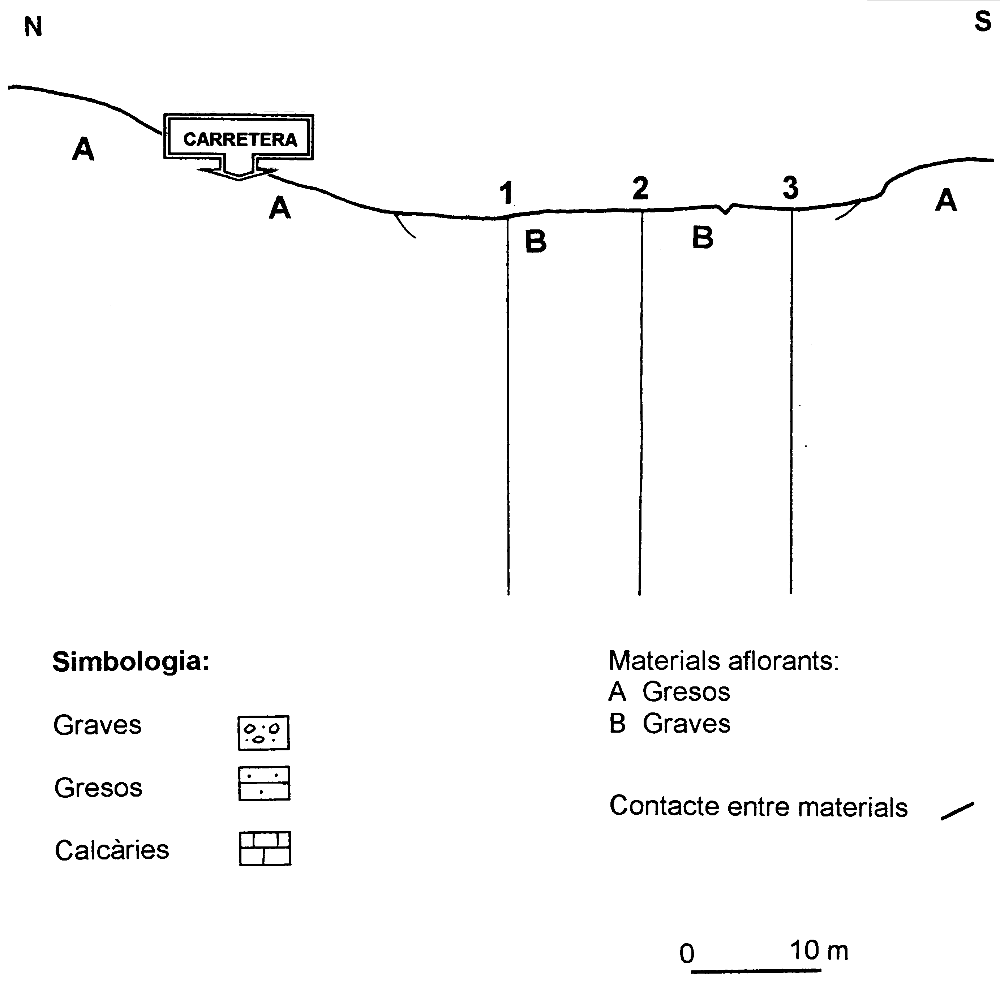 N S
CARRETERA
A
1 2 3
A A
B B
Simbologia:
Graves
Gresos
Calcàries
Materials aflorants:
A Gresos
B Graves
Contacte entre materials
0 10 m